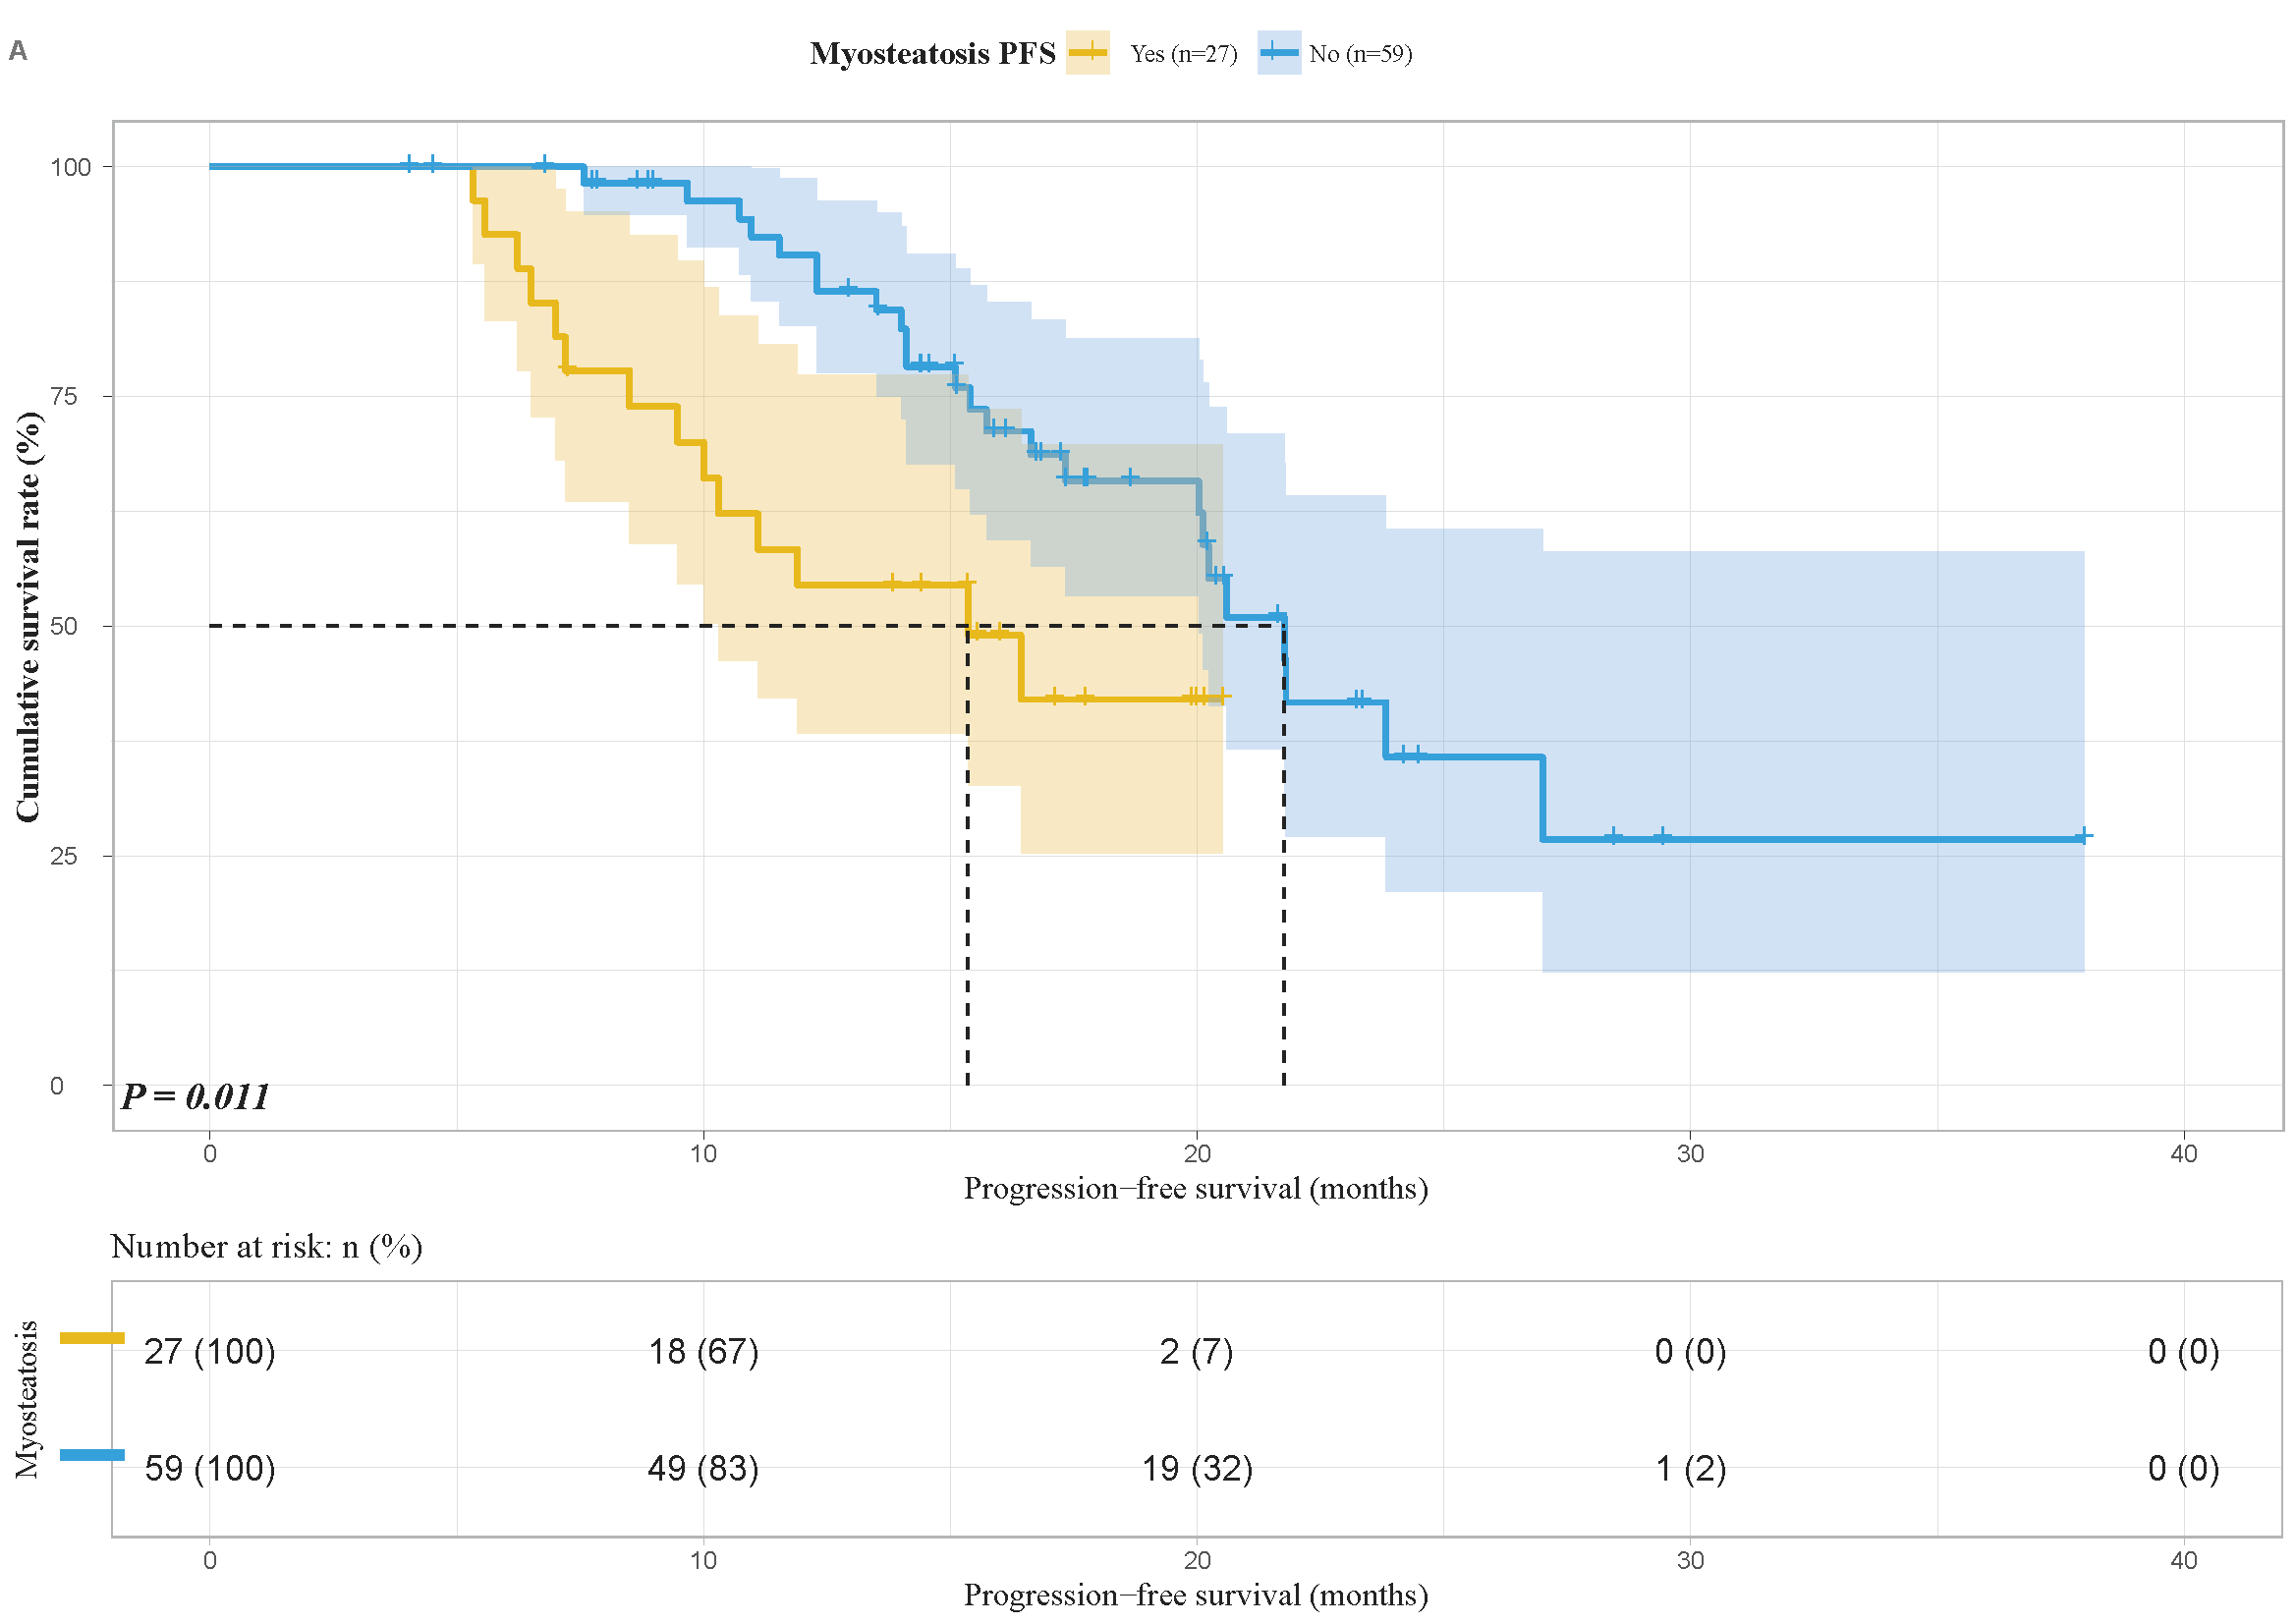 A
Myosteatosis PFS Yes (n=27) No (n=59)
Cumulative survival rate (%)
100
75
50
25
0
P = 0.011
0 10 20 30 40
Progression−free survival (months)
Number at risk: n (%)
Myosteatosis
27 (100) 18 (67) 2 (7) 0 (0) 0 (0)
59 (100) 49 (83) 19 (32) 1 (2) 0 (0)
0 10 20 30 40
Progression−free survival (months)